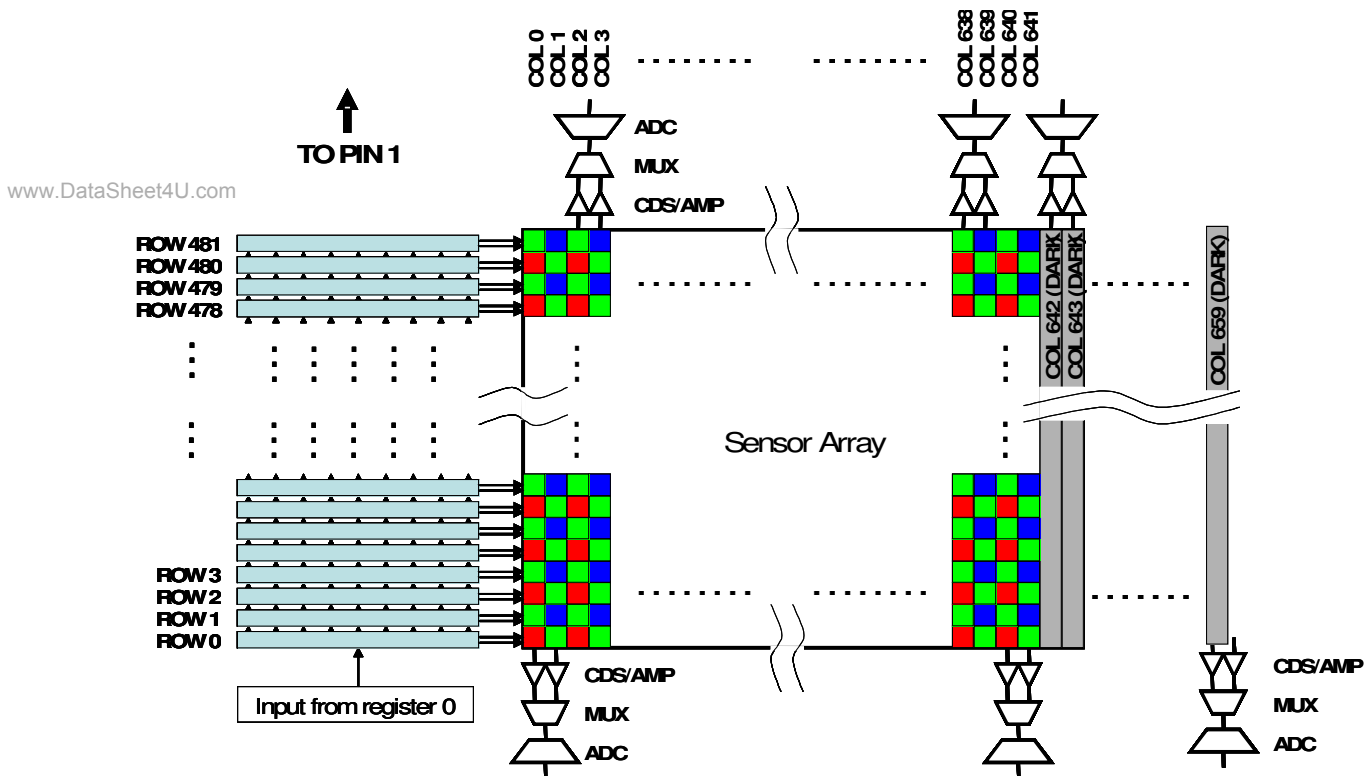 COL 0
COL 1
COL 2
COL 3
COL 638
COL 639
COL 640
COL 641
ADC
MUX
CDS/AMP
TO PIN 1
www.DataSheet4U.com
ROW 481
ROW 480
ROW 479
ROW 478
COL 642 (DARK)
COL 643 (DARK
COL 659 (DARK)
Sensor Array
ROW 3
ROW 2
ROW 1
ROW 0
Input from register 0
CDS/AMP
MUX
ADC
CDS/AMP
MUX
ADC